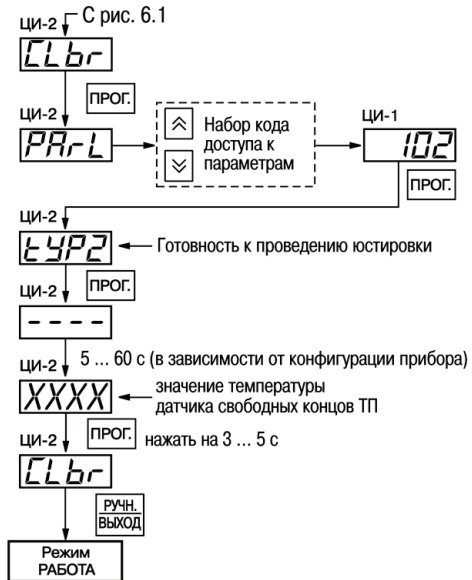 С рис. 6.1
ЦИ-2
CLbr
ПРОГ.
ЦИ-2
PArL
Набор кода
доступа к
параметрам
ЦИ-1
102
ПРОГ.
ЦИ-2
tYP2
Готовность к проведению юстировки
ПРОГ.
ЦИ-2
- - - -
5 ... 60 с (в зависимости от конфигурации прибора)
ЦИ-2
XXXX
значение температуры
датчика свободных концов ТП
ПРОГ.
нажать на 3 ... 5 с
ЦИ-2
CLbr
РУЧН.
ВЫХОД
Режим
РАБОТА